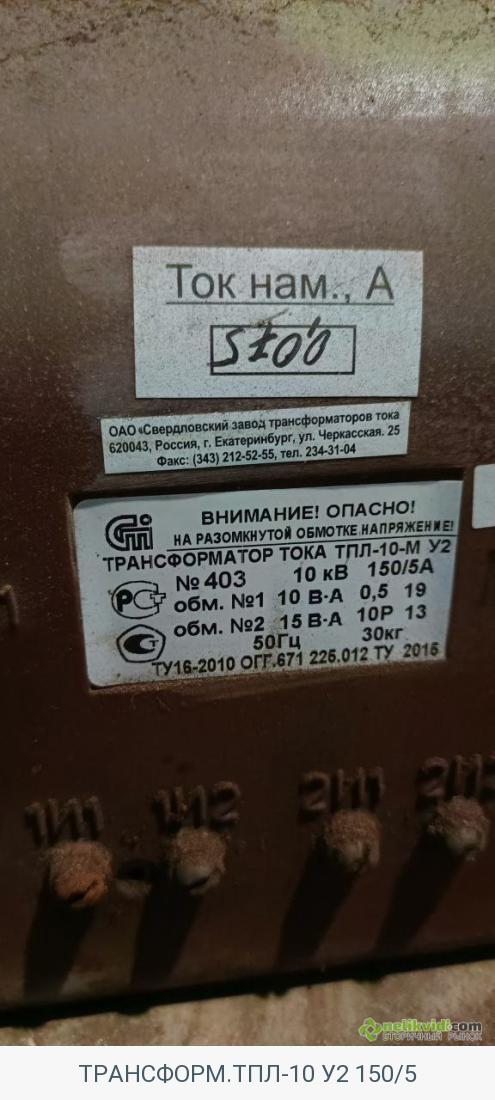 Ток нам., А
0,075
ОАО «Свердловский завод трансформаторов тока
620043, Россия, г. Екатеринбург, ул. Черкасская. 25
Факс: (343) 212-52-55, тел. 234-31-04
ВНИМАНИЕ! ОПАСНО!
НА РАЗОМКНУТОЙ ОБМОТКЕ НАПРЯЖЕНИЕ!
ТРАНСФОРМАТОР ТОКА ТПЛ-10-М У2
№ 403 10 кВ 150/5А
обм. №1 10 В·А 0,5 19
обм. №2 15 В·А 10Р 13
50Гц 30кг
ТУ16-2010 ОГГ.671 225.012 ТУ 2015
1И1 1И2 2И1 2И2
nelikvidi.com
ВТОРИЧНЫЙ РЫНОК
ТРАНСФОРМ.ТПЛ-10 У2 150/5